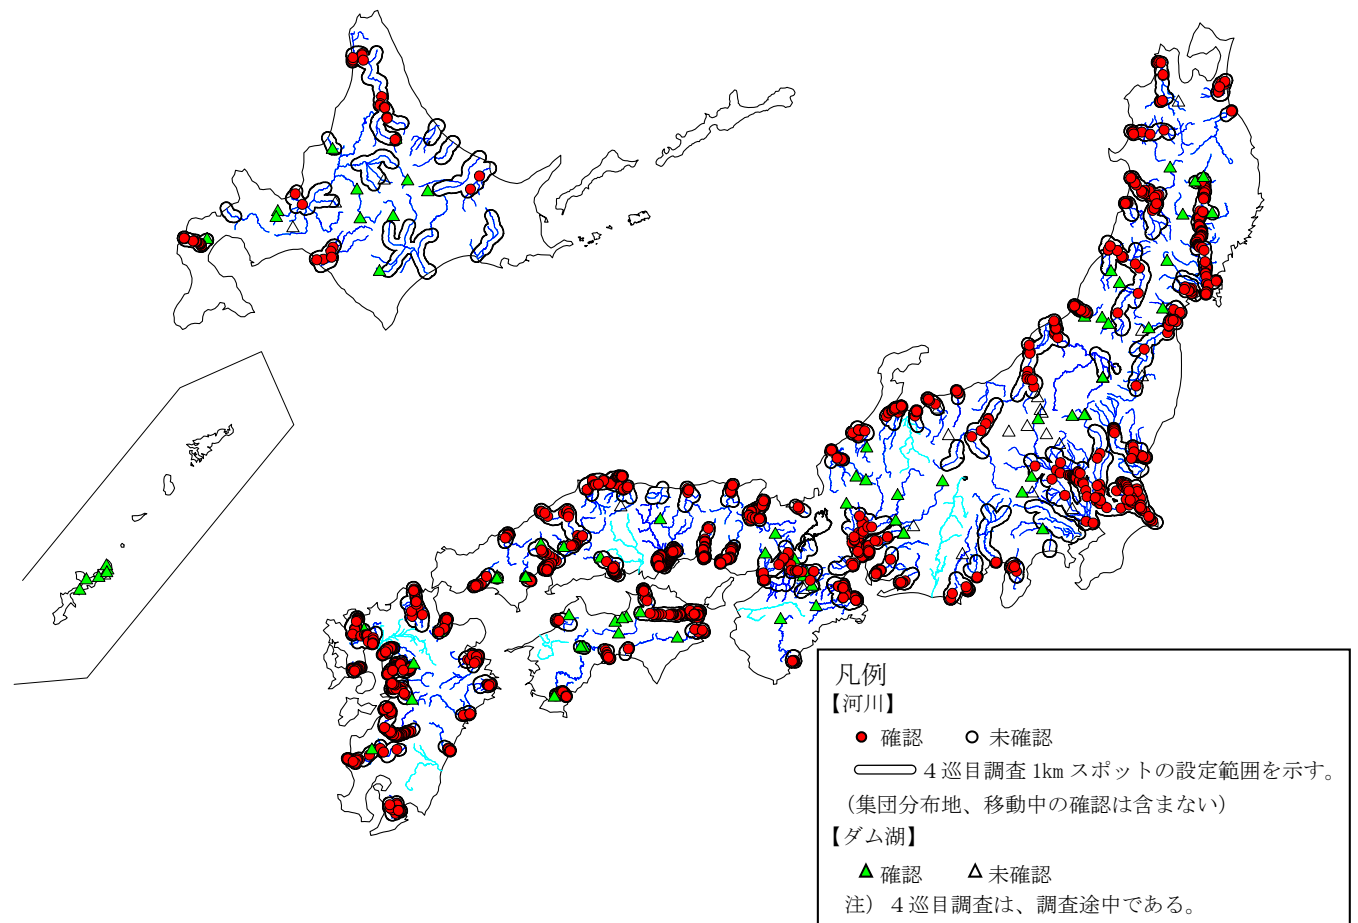 凡例
【河川】
確認 未確認
４巡目調査 1km スポットの設定範囲を示す。
（集団分布地、移動中の確認は含まない）
【ダム湖】
確認 未確認
注）４巡目調査は、調査途中である。